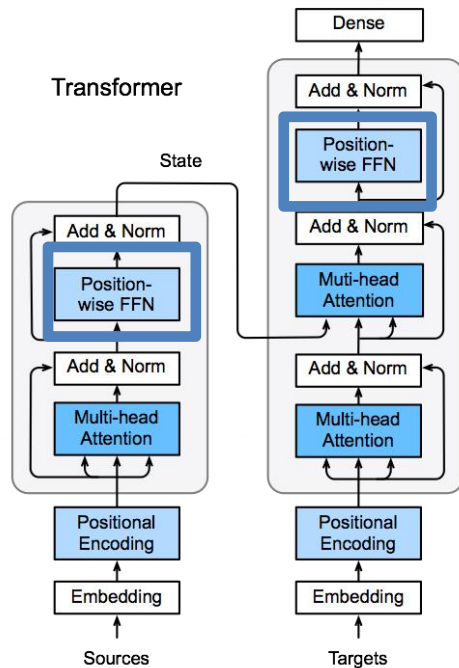 Transformer
State
Add & Norm
Position-
wise FFN
Add & Norm
Multi-head
Attention
Positional
Encoding
Embedding
Sources
Dense
Add & Norm
Position-
wise FFN
Add & Norm
Muti-head
Attention
Add & Norm
Multi-head
Attention
Positional
Encoding
Embedding
Targets